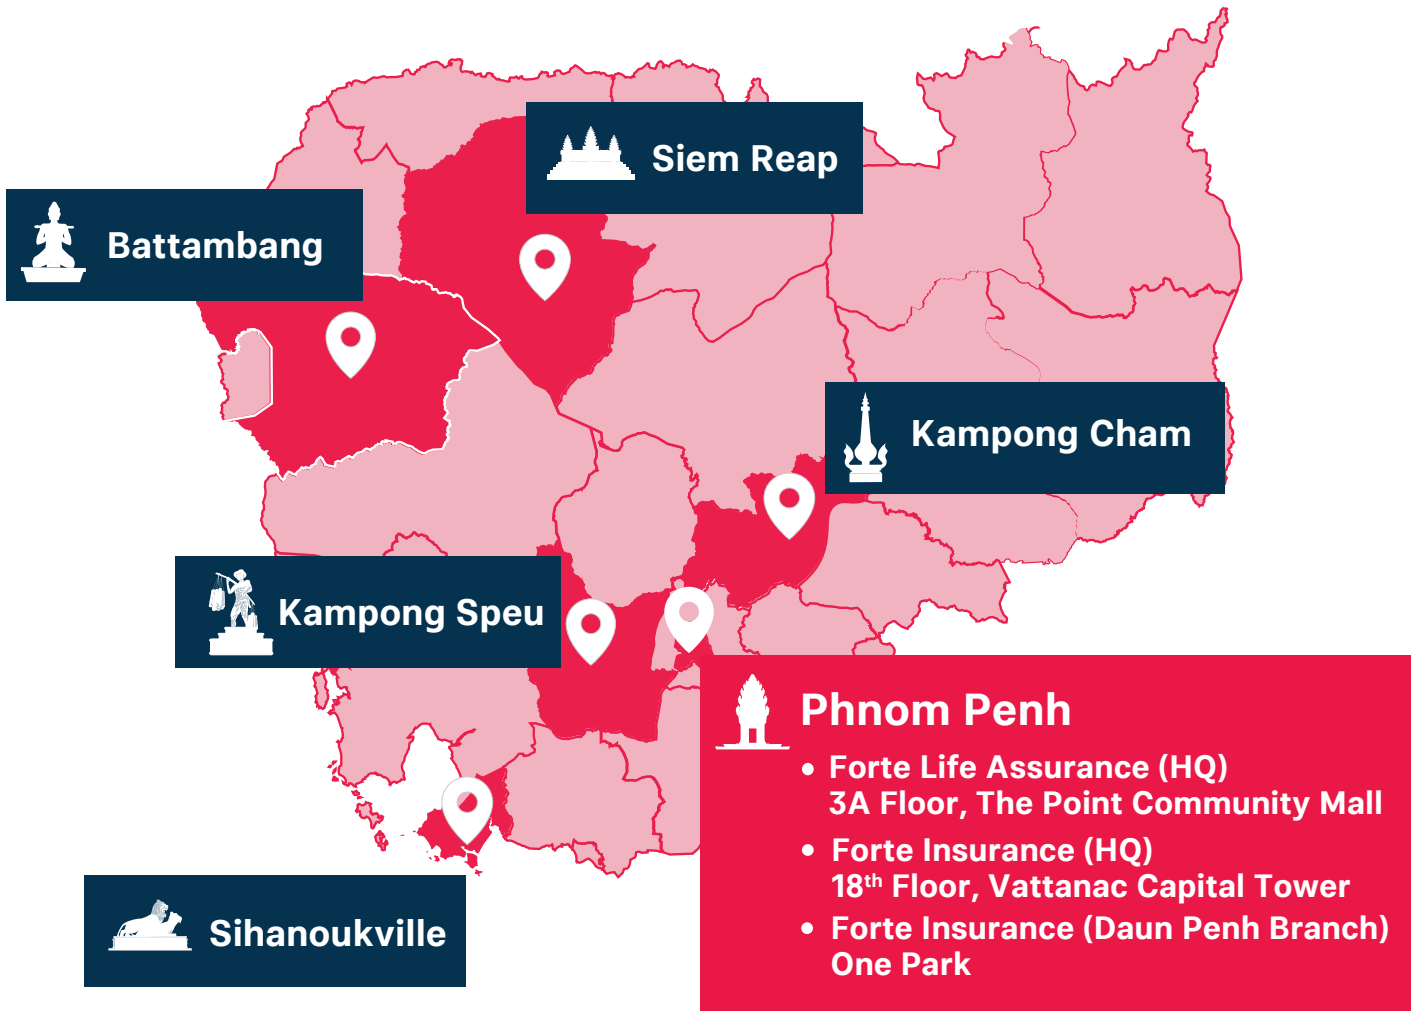 Siem Reap
Battambang
Kampong Cham
Kampong Speu
Phnom Penh
• Forte Life Assurance (HQ)
3A Floor, The Point Community Mall
• Forte Insurance (HQ)
18th Floor, Vattanac Capital Tower
• Forte Insurance (Daun Penh Branch)
One Park
Sihanoukville